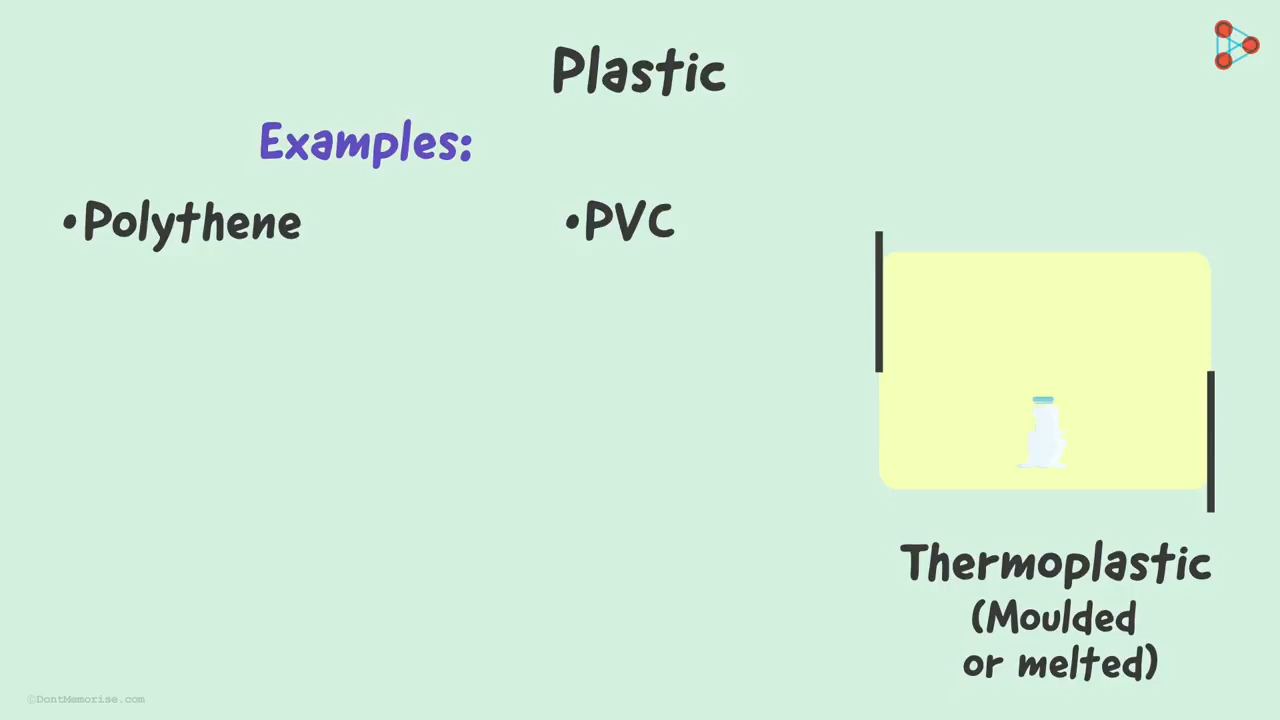 Plastic
Examples:
•Polythene
•PVC
Thermoplastic
(Moulded
or melted)
©DontMemorise.com